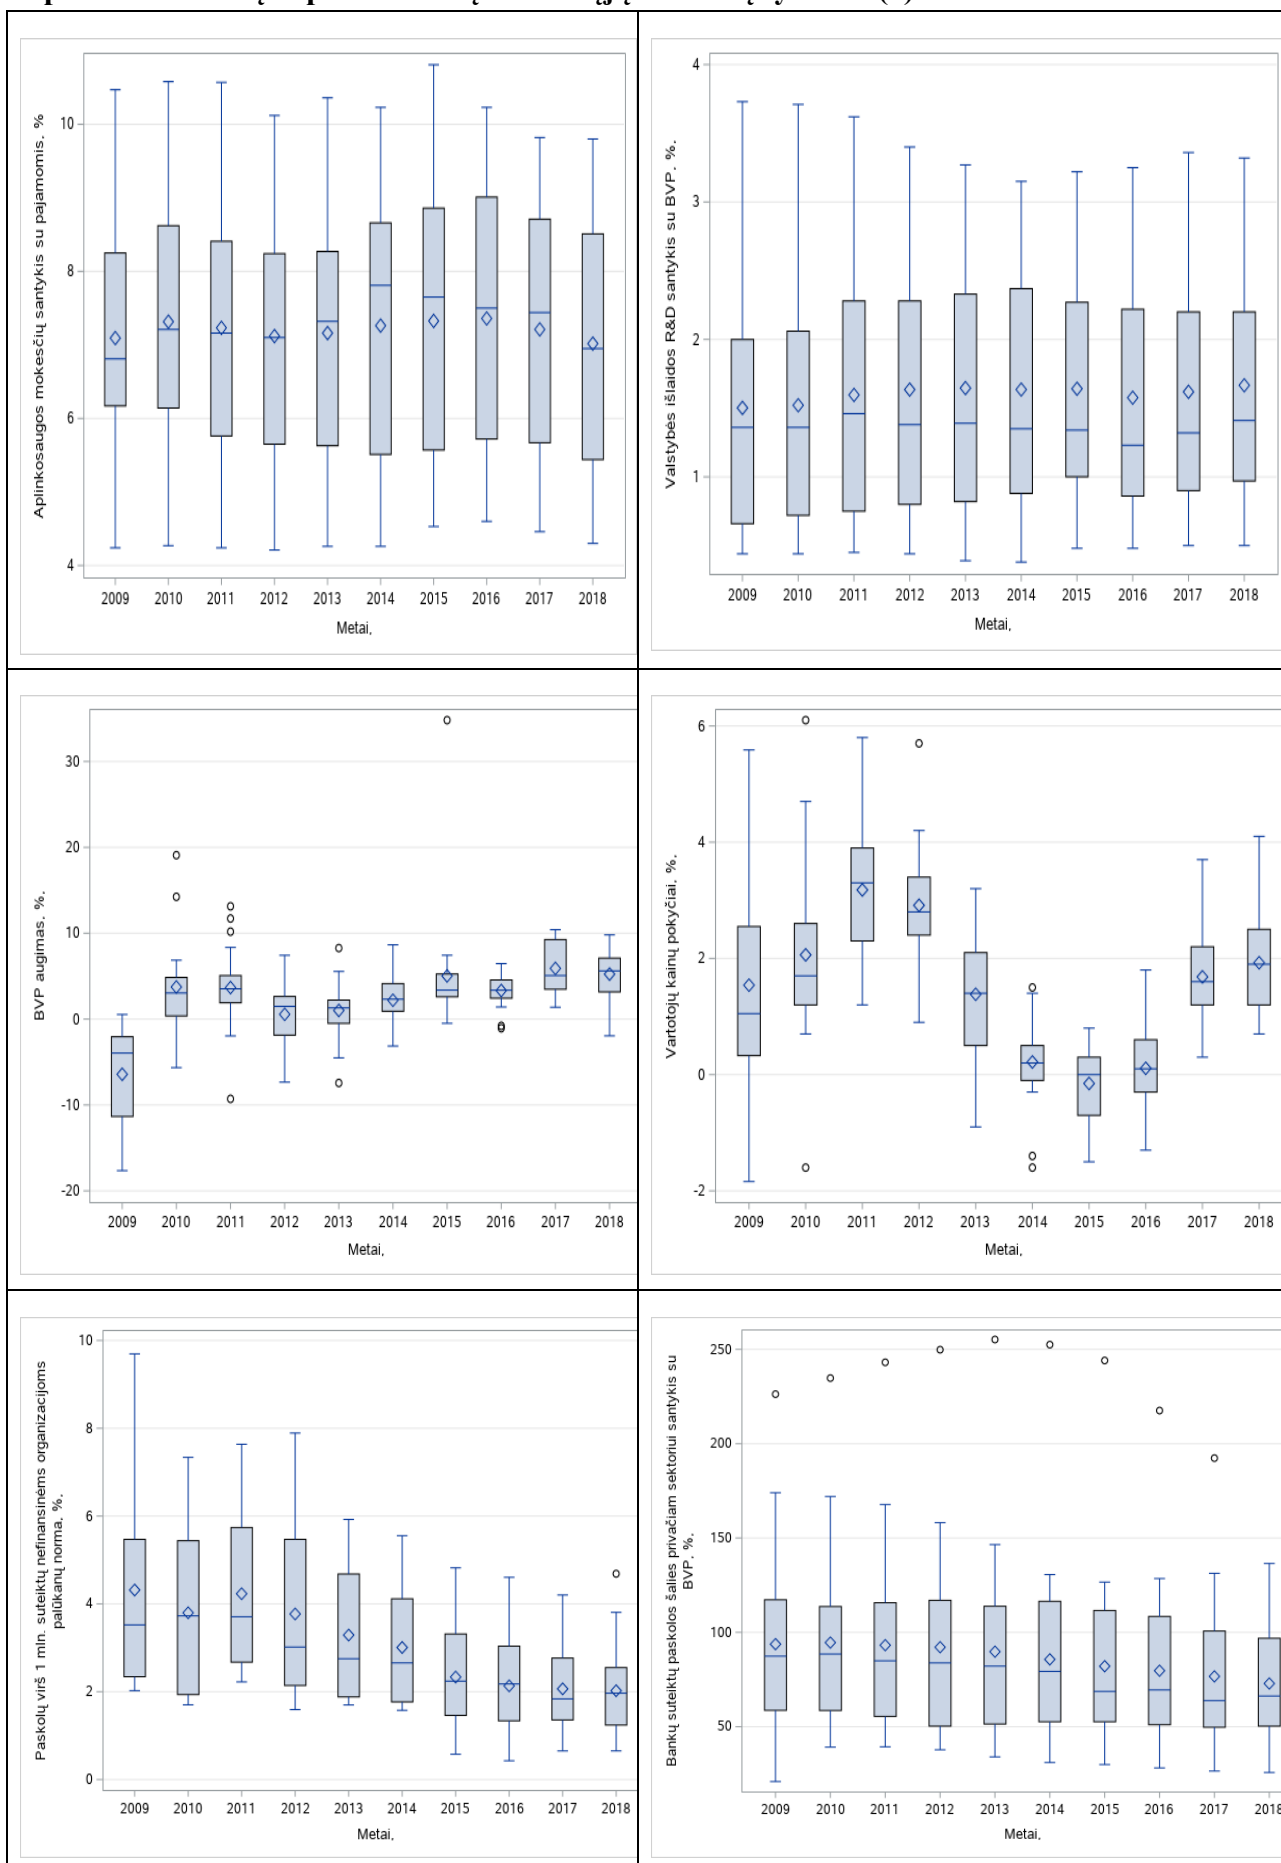 Aplinkosaugos mokesčių santykis su pajamomis. %
10
8
6
4
2009 2010 2011 2012 2013 2014 2015 2016 2017 2018
Metai,
Valstybės išlaidos R&D santykis su BVP. %.
4
3
2
1
2009 2010 2011 2012 2013 2014 2015 2016 2017 2018
Metai,
BVP augimas. %.
30
20
10
0
-10
-20
2009 2010 2011 2012 2013 2014 2015 2016 2017 2018
Metai,
Vartotojų kainų pokyčiai. %.
6
4
2
0
-2
2009 2010 2011 2012 2013 2014 2015 2016 2017 2018
Metai,
Paskolų virš 1 mln. suteiktų nefinansinėms organizacijoms
palūkanų norma. %.
10
8
6
4
2
0
2009 2010 2011 2012 2013 2014 2015 2016 2017 2018
Metai,
Bankų suteiktų paskolos šalies privačiam sektoriui santykis su
BVP. %.
250
200
150
100
50
2009 2010 2011 2012 2013 2014 2015 2016 2017 2018
Metai,